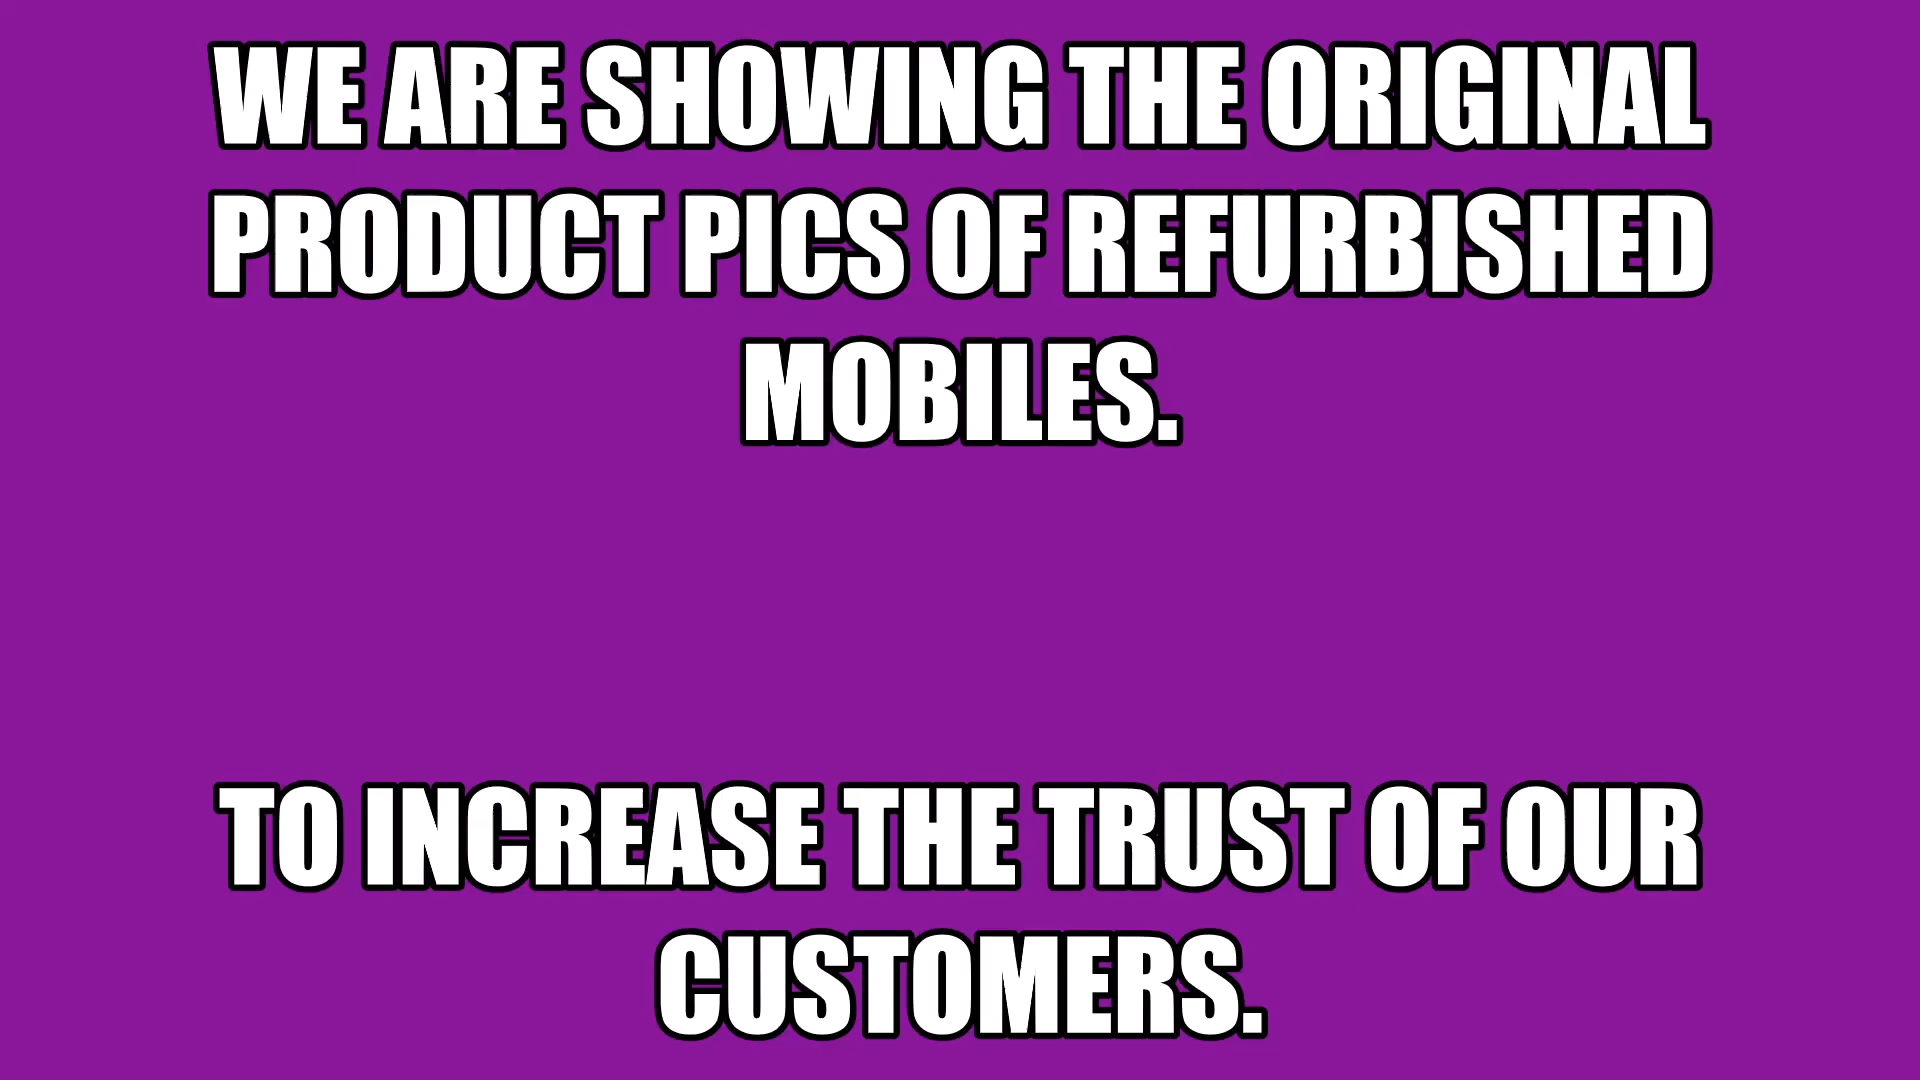 WE ARE SHOWING THE ORIGINAL
PRODUCT PICS OF REFURBISHED
MOBILES.
TO INCREASE THE TRUST OF OUR
CUSTOMERS.